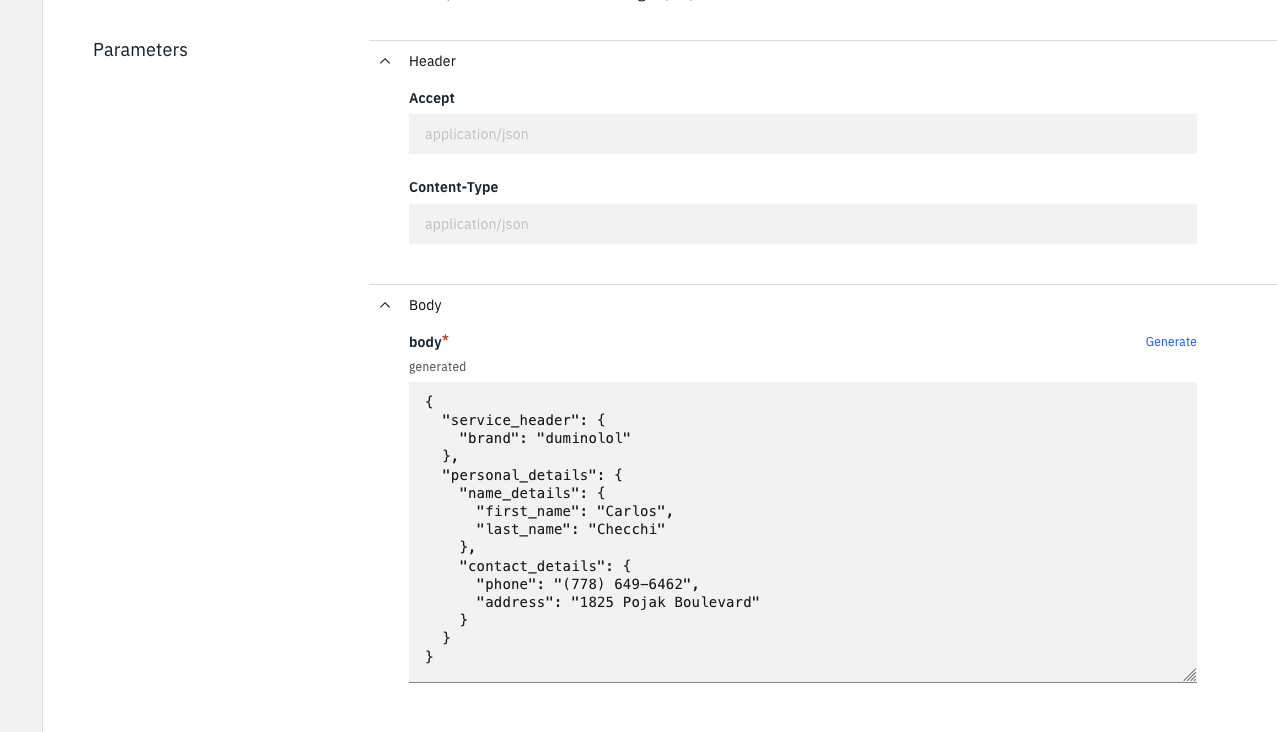 Parameters
Header
Accept
application/json
Content-Type
application/json
Body
body*
Generate
generated
{
  "service_header": {
    "brand": "duminolol"
  },
  "personal_details": {
    "name_details": {
      "first_name": "Carlos",
      "last_name": "Checchi"
    },
    "contact_details": {
      "phone": "(778) 649-6462",
      "address": "1825 Pojak Boulevard"
    }
  }
}